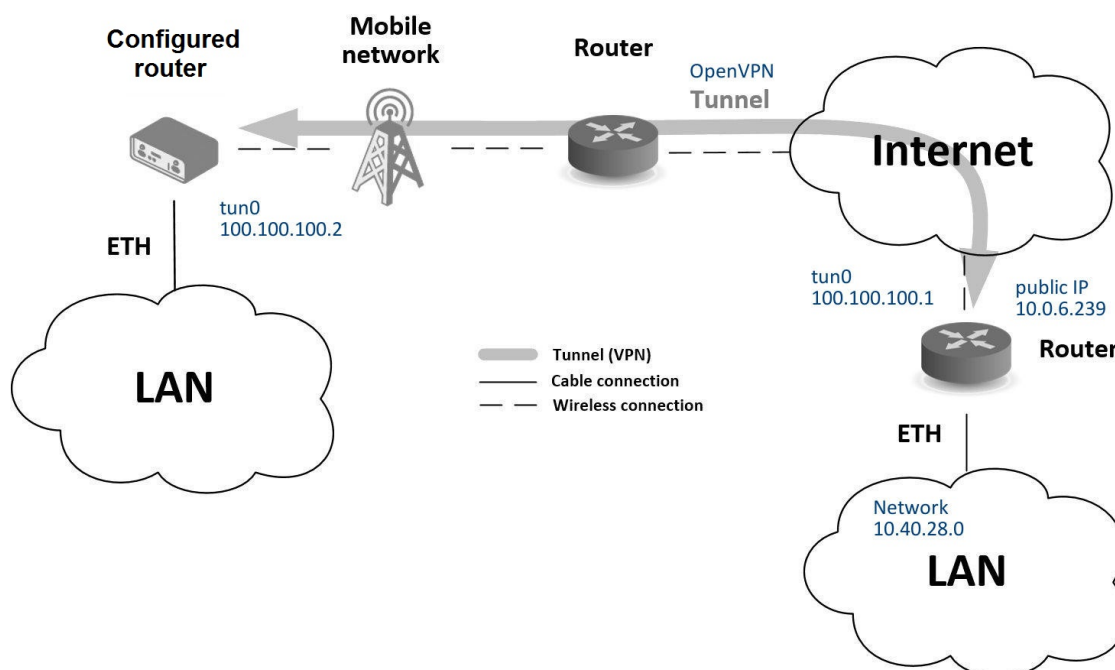 Configured
router
Mobile
network
Router
OpenVPN
Tunnel
Internet
tun0
100.100.100.2
ETH
LAN
tun0
100.100.100.1
public IP
10.0.6.239
Router
Tunnel (VPN)
Cable connection
Wireless connection
ETH
Network
10.40.28.0
LAN